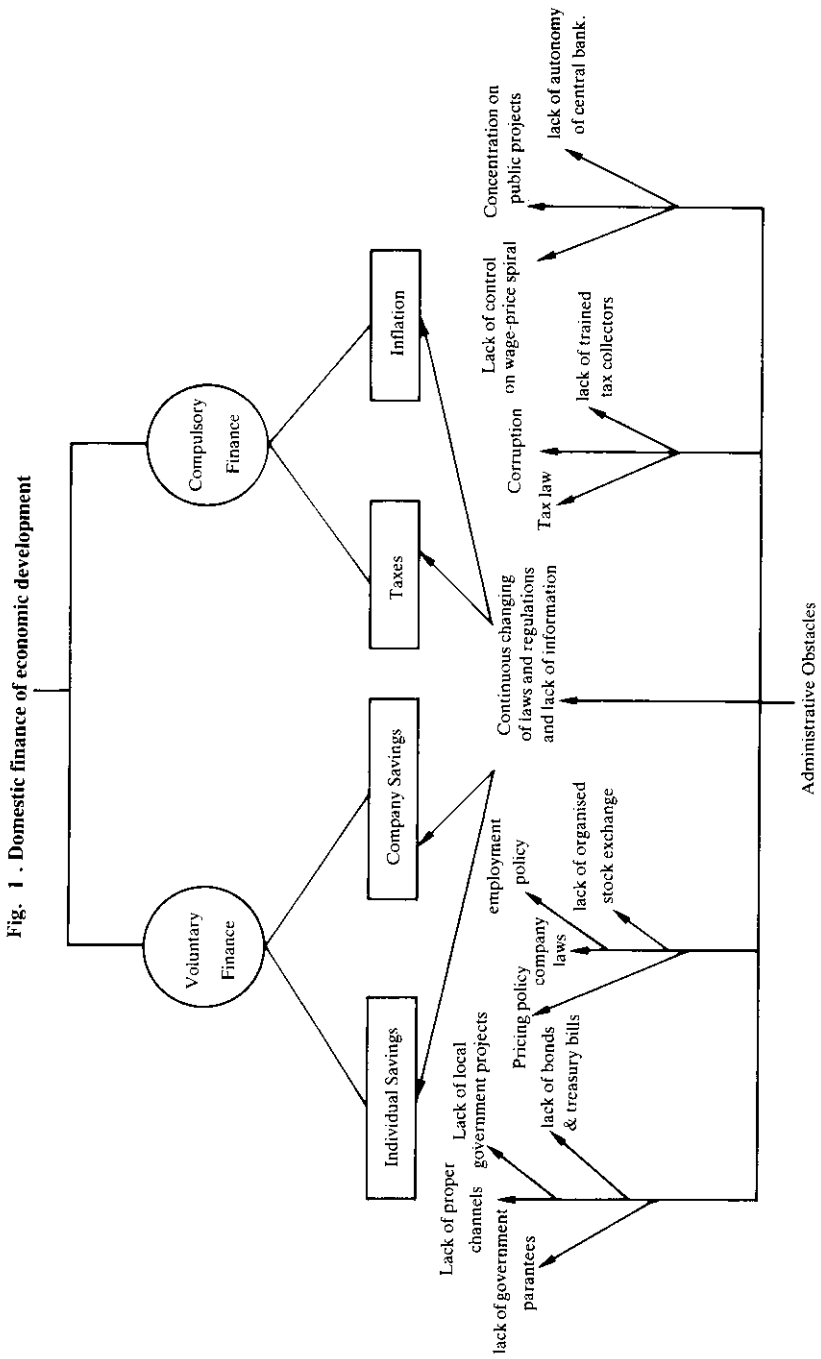 Fig. 1 . Domestic finance of economic development
Voluntary
Finance
Compulsory
Finance
Individual Savings
Company Savings
Taxes
Inflation
Continuous changing
of laws and regulations
and lack of information
lack of government
parantees
Lack of proper
channels
Lack of local
government projects
lack of bonds
& treasury bills
Pricing policy
company
laws
employment
policy
lack of organised
stock exchange
Tax law
Corruption
lack of trained
tax collectors
Lack of control
on wage-price spiral
Concentration on
public projects
lack of autonomy
of central bank.
Administrative Obstacles